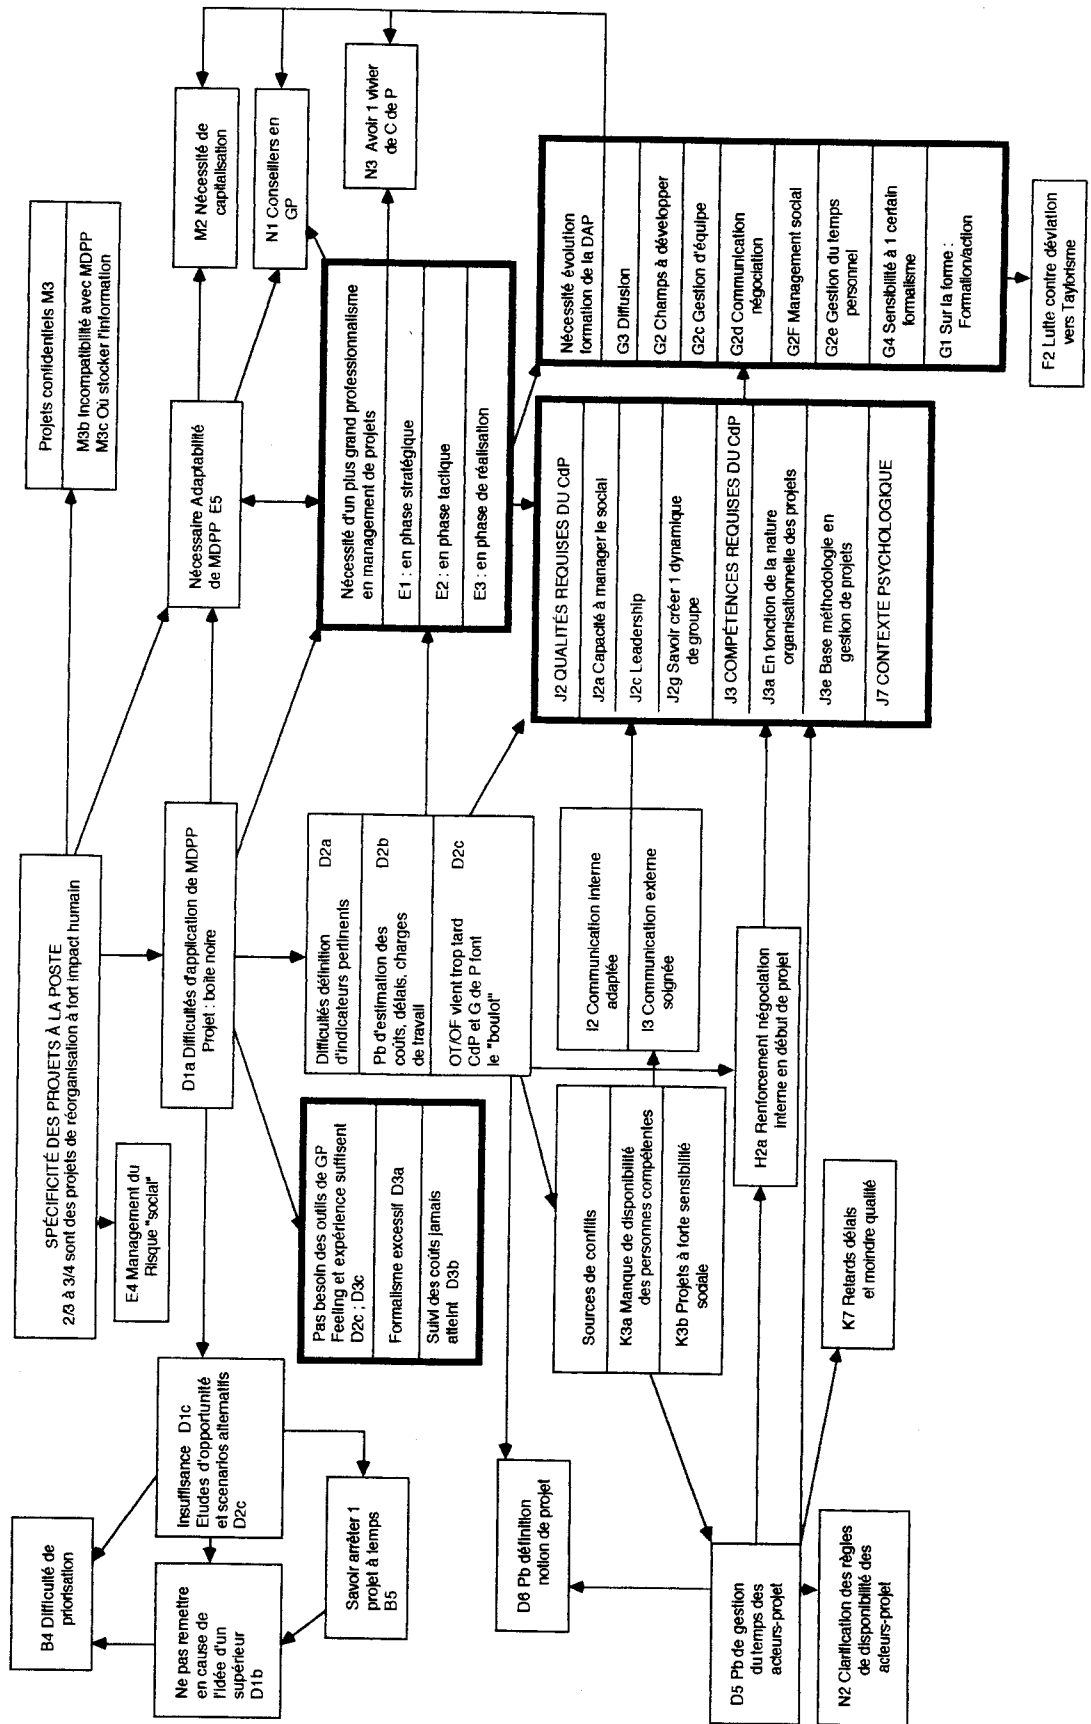 SPÉCIFICITÉ DES PROJETS À LA POSTE
2/3 à 3/4 sont des projets de réorganisation à fort impact humain
Projets confidentiels M3
M3b Incompatibilité avec MDPP
M3c Où stocker l'information
B4 Difficulté de
priorisation
E4 Management du
Risque "social"
M2 Nécessité de
capitalisation
Insuffisance D1c
Etudes d'opportunité
et scenarios alternatifs
D2c
D1a Difficultés d'application de MDPP
Projet : boite noire
Nécessaire Adaptabilité
de MDPP E5
N1 Conseillers en
GP
Ne pas remettre
en cause de
l'idée d'un
supérieur
D1b
Savoir arrêter 1
projet à temps
B5
N3 Avoir 1 vivier
de C de P
Pas besoin des outils de GP
Feeling et expérience suffisent
D2c ; D3c
Formalisme excessif D3a
Suivi des coûts jamais
atteint D3b
Difficultés définition D2a
d'indicateurs pertinents
Pb d'estimation des D2b
coûts, délais, charges
de travail
OT/OF vient trop tard D2c
CdP et G de P font
le "boulot"
Nécessité d'un plus grand professionnalisme
en management de projets
E1 : en phase stratégique
E2 : en phase tactique
E3 : en phase de réalisation
D6 Pb définition
notion de projet
Sources de conflits
K3a Manque de disponibilité
des personnes compétentes
K3b Projets à forte sensibilité
sociale
I2 Communication interne
adaptée
I3 Communication externe
soignée
J2 QUALITÉS REQUISES DU CdP
J2a Capacité à manager le social
J2c Leadership
J2g Savoir créer 1 dynamique
de groupe
J3 COMPÉTENCES REQUISES DU CdP
J3a En fonction de la nature
organisationnelle des projets
J3e Base méthodologie en
gestion de projets
J7 CONTEXTE PSYCHOLOGIQUE
Nécessité évolution
formation de la DAP
G3 Diffusion
G2 Champs à développer
G2c Gestion d'équipe
G2d Communication
négociation
G2F Management social
G2e Gestion du temps
personnel
G4 Sensibilité à 1 certain
formalisme
G1 Sur la forme :
Formation/action
D5 Pb de gestion
du temps des
acteurs-projet
H2a Renforcement négociation
interne en début de projet
K7 Retards délais
et moindre qualité
N2 Clarification des règles
de disponibilité des
acteurs-projet
F2 Lutte contre déviation
vers Taylorisme